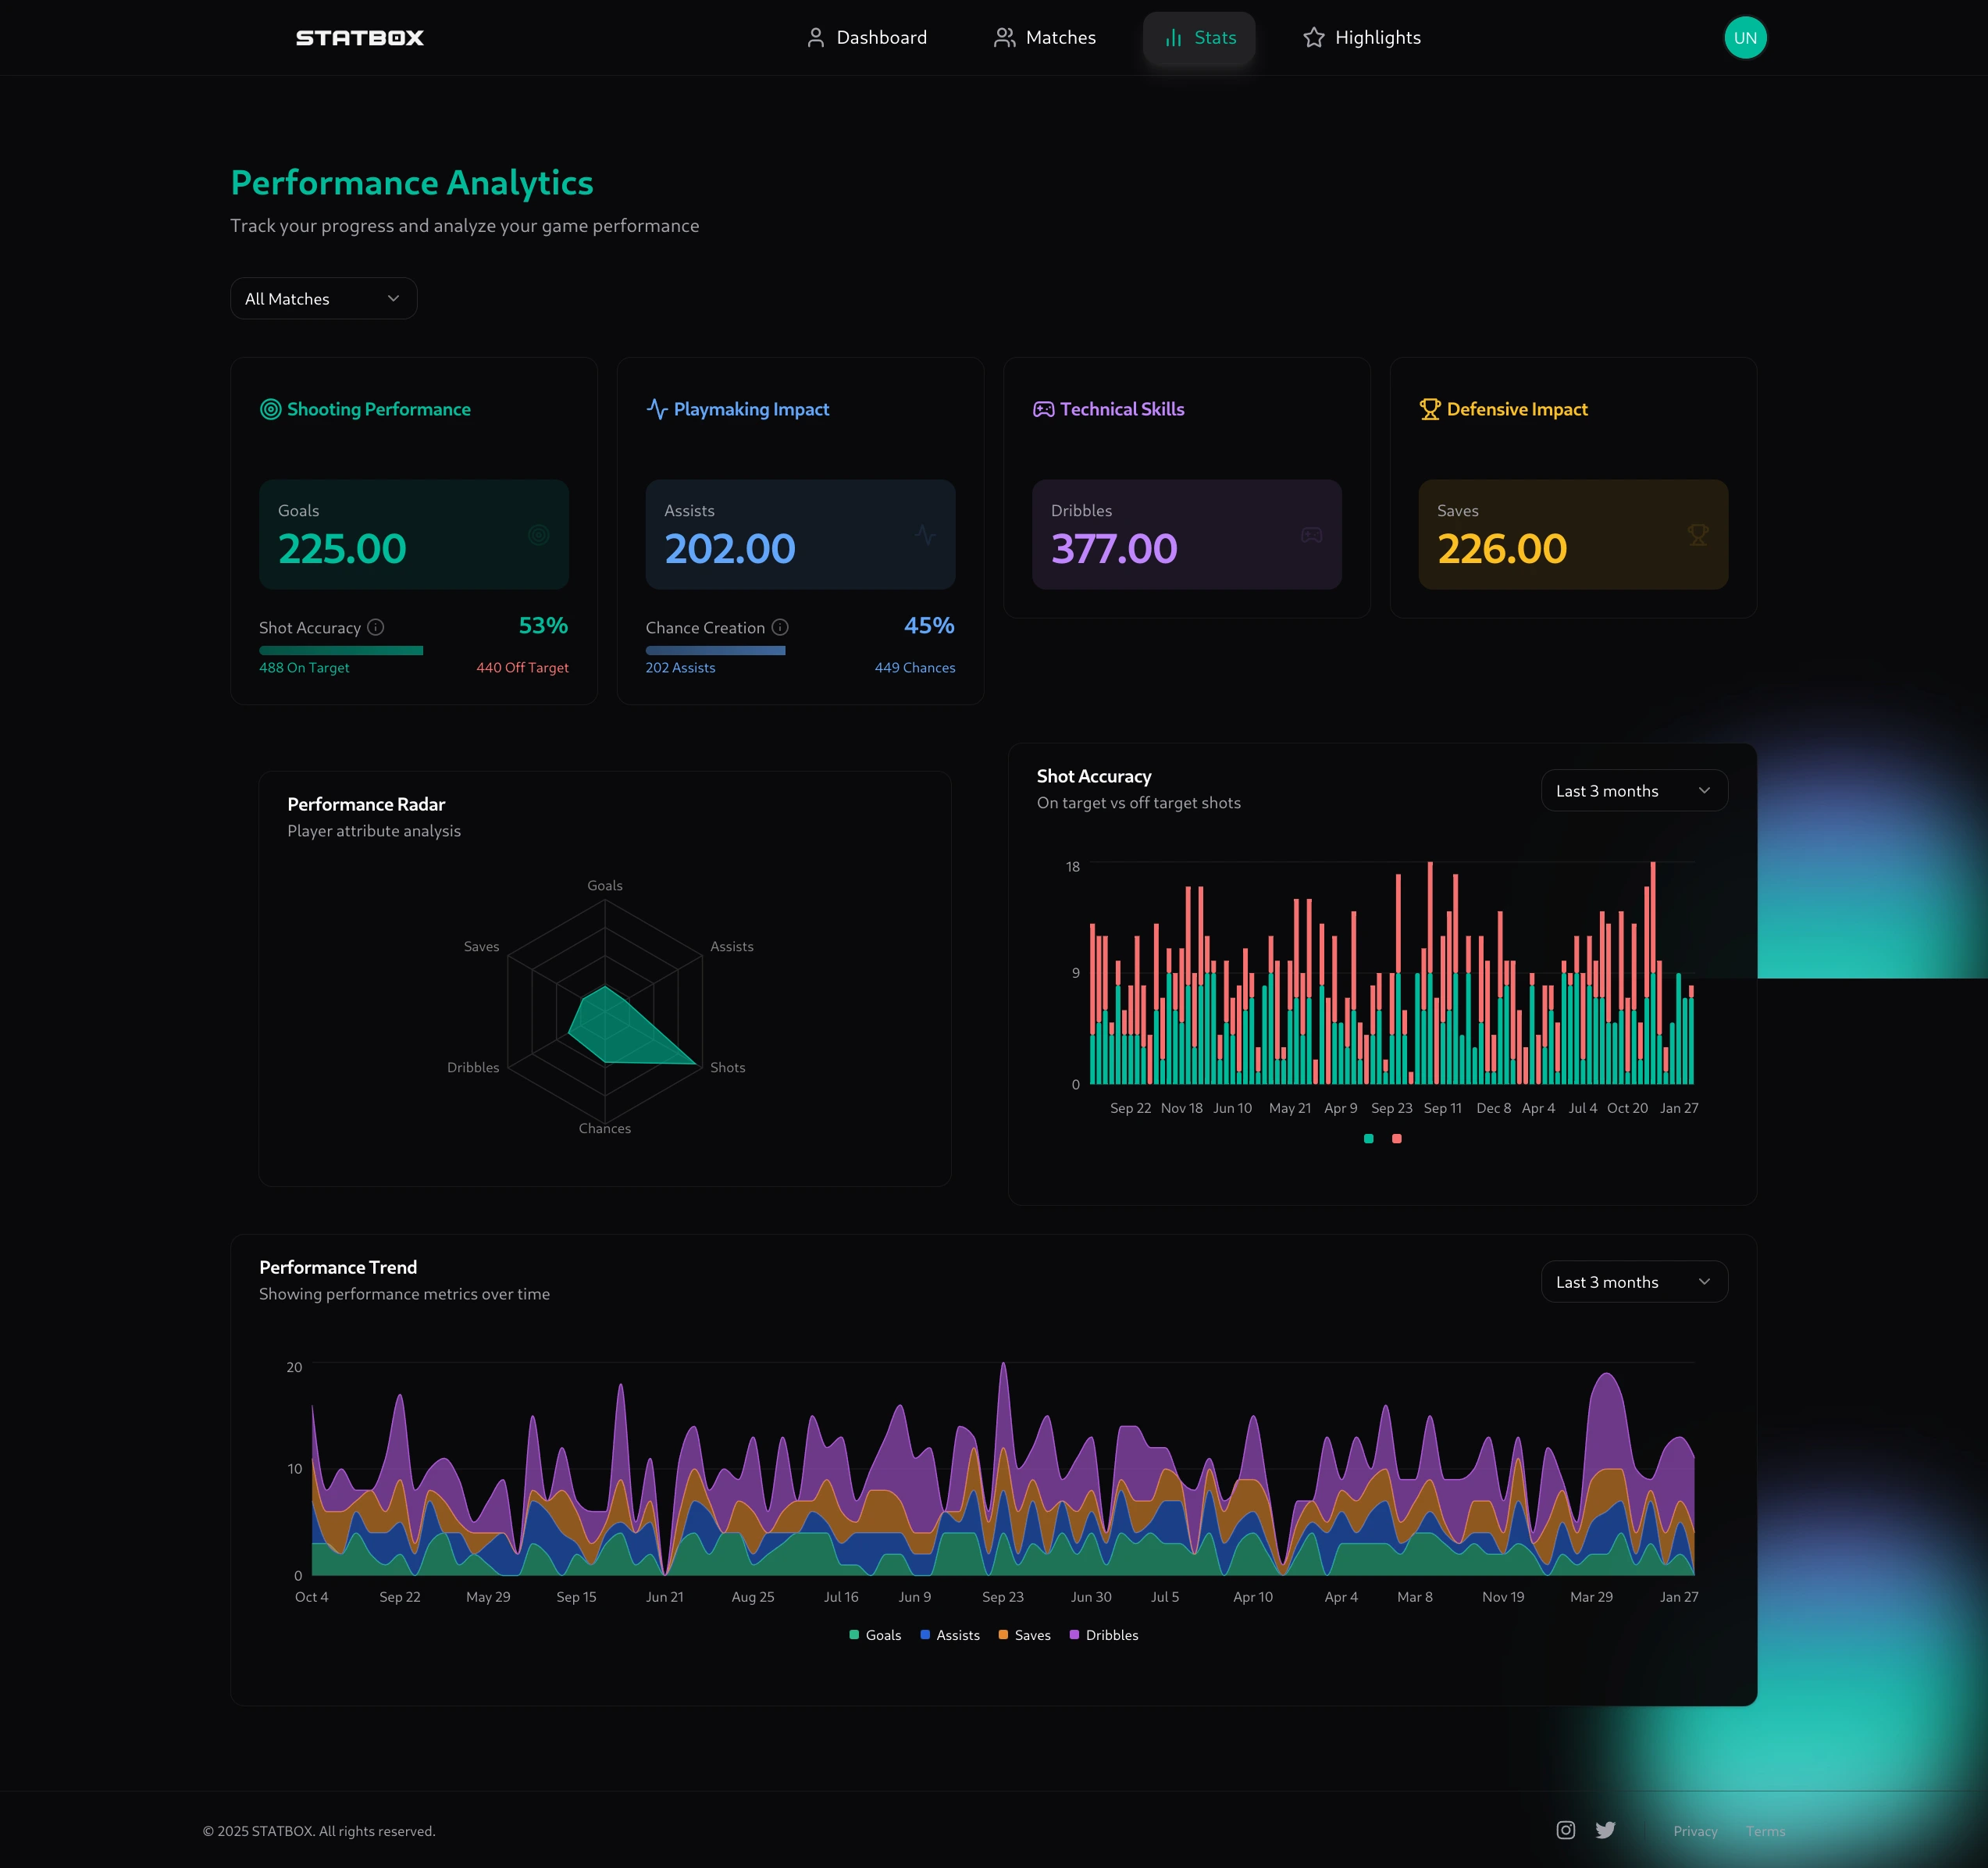 STATBOX
Dashboard
Matches
Stats
Highlights
UN
Performance Analytics
Track your progress and analyze your game performance
All Matches
Shooting Performance
Goals
225.00
Shot Accuracy
53%
488 On Target
440 Off Target
Playmaking Impact
Assists
202.00
Chance Creation
45%
202 Assists
449 Chances
Technical Skills
Dribbles
377.00
Defensive Impact
Saves
226.00
Performance Radar
Player attribute analysis
Goals
Saves
Assists
Dribbles
Shots
Chances
Shot Accuracy
On target vs off target shots
Last 3 months
18
9
0
Sep 22 Nov 18 Jun 10 May 21 Apr 9 Sep 23 Sep 11 Dec 8 Apr 4 Jul 4 Oct 20 Jan 27
Performance Trend
Showing performance metrics over time
Last 3 months
20
10
0
Oct 4 Sep 22 May 29 Sep 15 Jun 21 Aug 25 Jul 16 Jun 9 Sep 23 Jun 30 Jul 5 Apr 10 Apr 4 Mar 8 Nov 19 Mar 29 Jan 27
Goals Assists Saves Dribbles
© 2025 STATBOX. All rights reserved.
Privacy
Terms